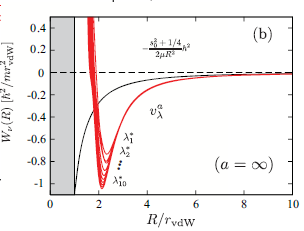 0.4
0.2
0
-0.2
-0.4
-0.6
-0.8
-1
W_ν(R) [ħ²/mr²_vdW]
(b)
− (s₀² + 1/4)/(2μR²) ħ²
v_λ^a
λ₁*
λ₂*
λ₁₀*
(a = ∞)
0 2 4 6 8 10
R/r_vdW